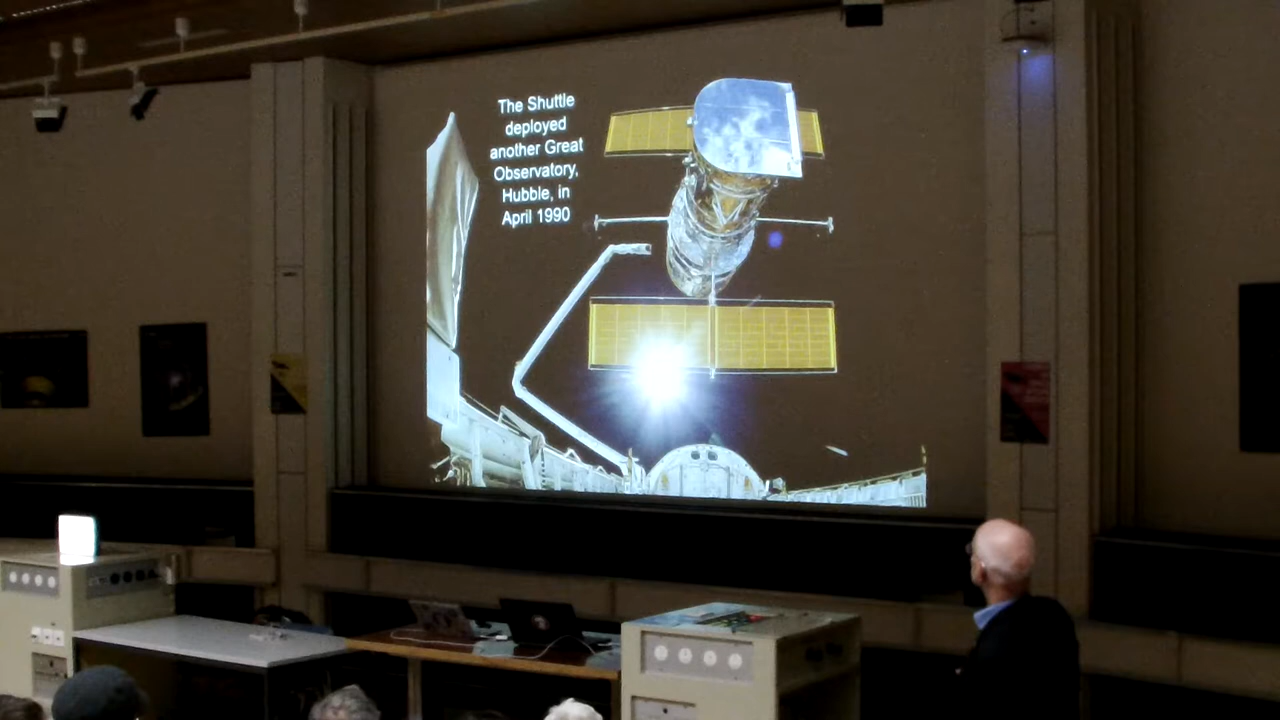 The Shuttle
deployed
another Great
Observatory,
Hubble, in
April 1990